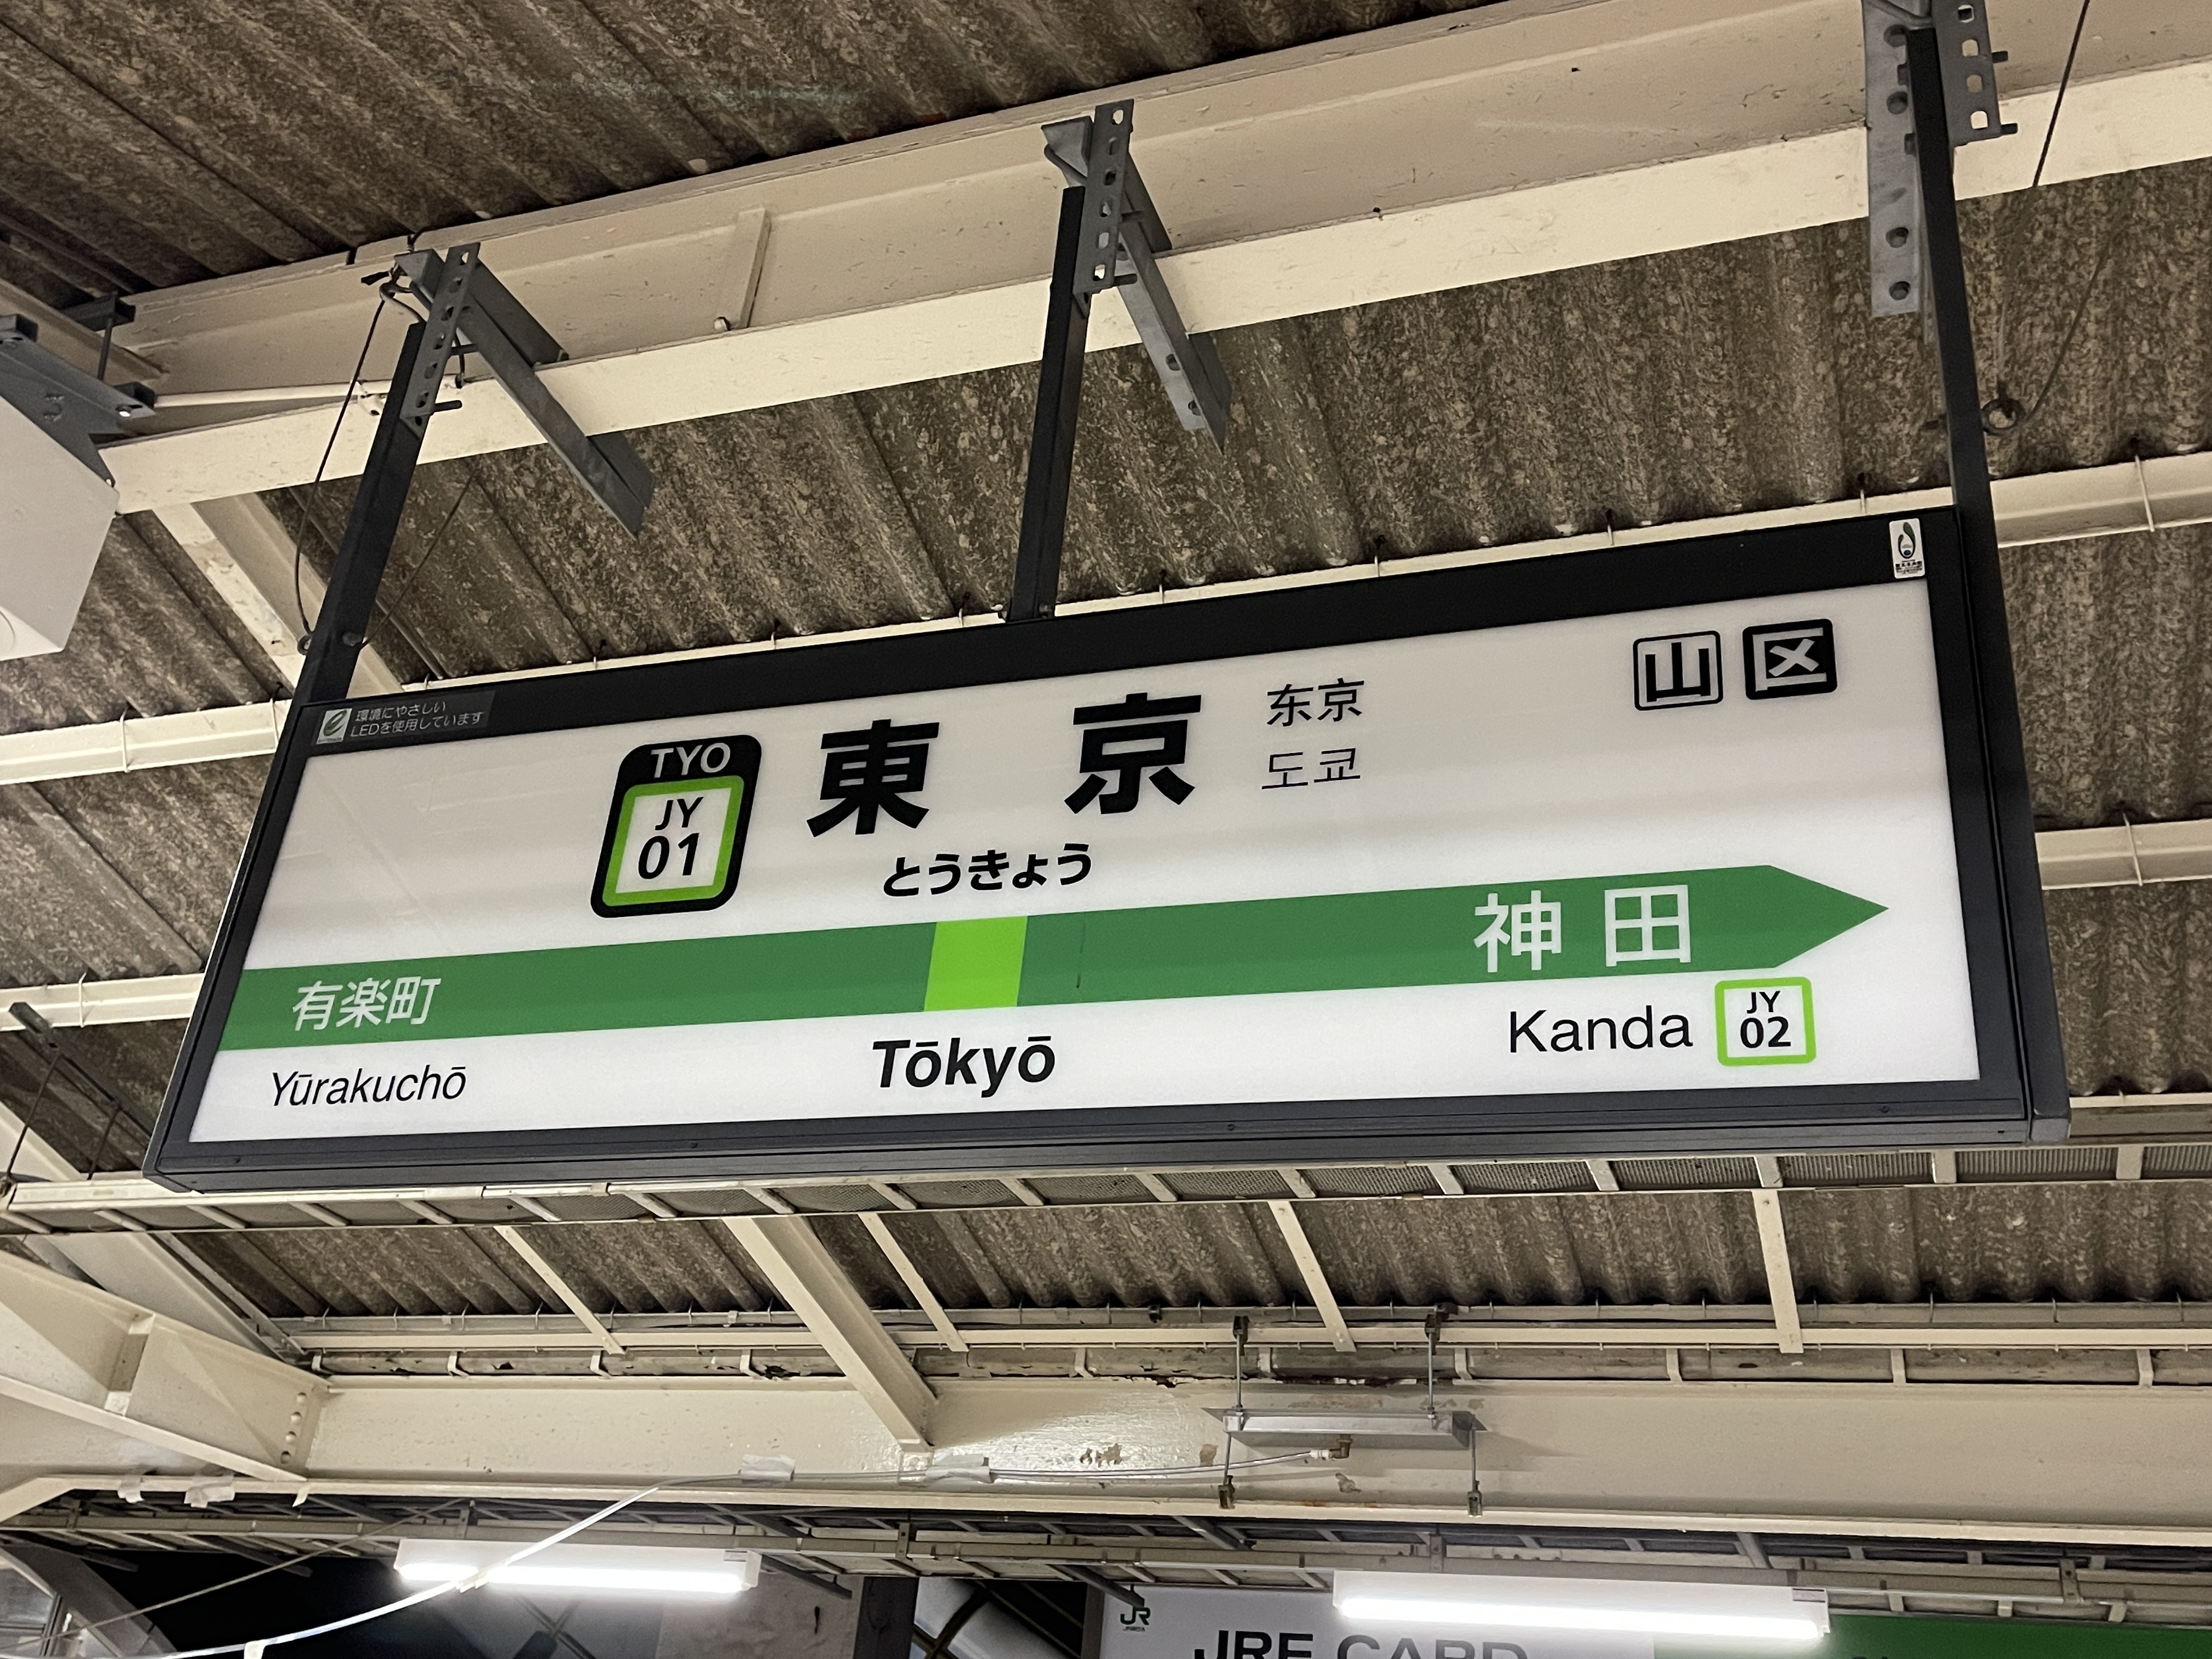 環境にやさしい
LEDを使用しています
山 区
TYO
JY
01
東京
东京
도쿄
とうきょう
有楽町
神田
Yūrakuchō
Tōkyō
Kanda
JY
02
JR
JRE CARD